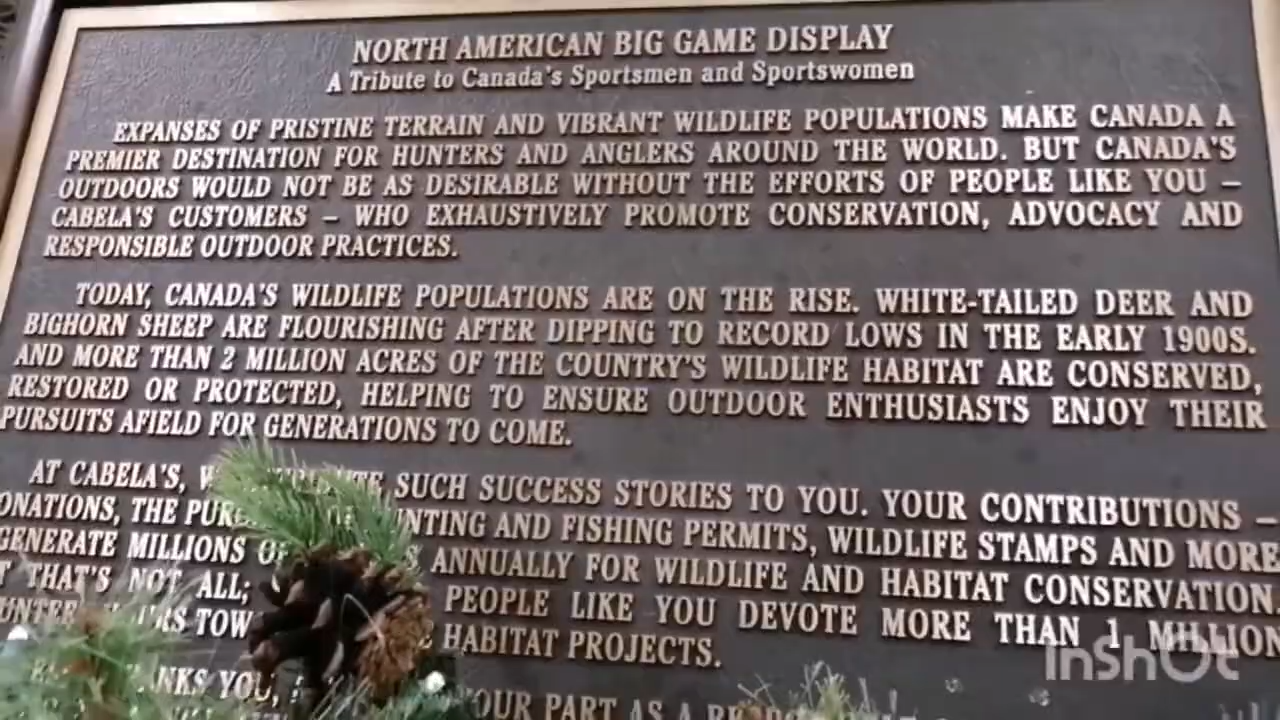 NORTH AMERICAN BIG GAME DISPLAY
A Tribute to Canada's Sportsmen and Sportswomen
EXPANSES OF PRISTINE TERRAIN AND VIBRANT WILDLIFE POPULATIONS MAKE CANADA A
PREMIER DESTINATION FOR HUNTERS AND ANGLERS AROUND THE WORLD. BUT CANADA'S
OUTDOORS WOULD NOT BE AS DESIRABLE WITHOUT THE EFFORTS OF PEOPLE LIKE YOU –
CABELA'S CUSTOMERS – WHO EXHAUSTIVELY PROMOTE CONSERVATION, ADVOCACY AND
RESPONSIBLE OUTDOOR PRACTICES.
TODAY, CANADA'S WILDLIFE POPULATIONS ARE ON THE RISE. WHITE-TAILED DEER AND
BIGHORN SHEEP ARE FLOURISHING AFTER DIPPING TO RECORD LOWS IN THE EARLY 1900S.
AND MORE THAN 2 MILLION ACRES OF THE COUNTRY'S WILDLIFE HABITAT ARE CONSERVED,
RESTORED OR PROTECTED, HELPING TO ENSURE OUTDOOR ENTHUSIASTS ENJOY THEIR
PURSUITS AFIELD FOR GENERATIONS TO COME.
AT CABELA'S, SUCH SUCCESS STORIES TO YOU. YOUR CONTRIBUTIONS –
ONATIONS, THE NTING AND FISHING PERMITS, WILDLIFE STAMPS AND MORE
GENERATE MILLIONS OF ANNUALLY FOR WILDLIFE AND HABITAT CONSERVATION.
T THAT'S NOT ALL; PEOPLE LIKE YOU DEVOTE MORE THAN 1 MILLION
HABITAT PROJECTS.
YOU,
OUR PART AS A
InShOt